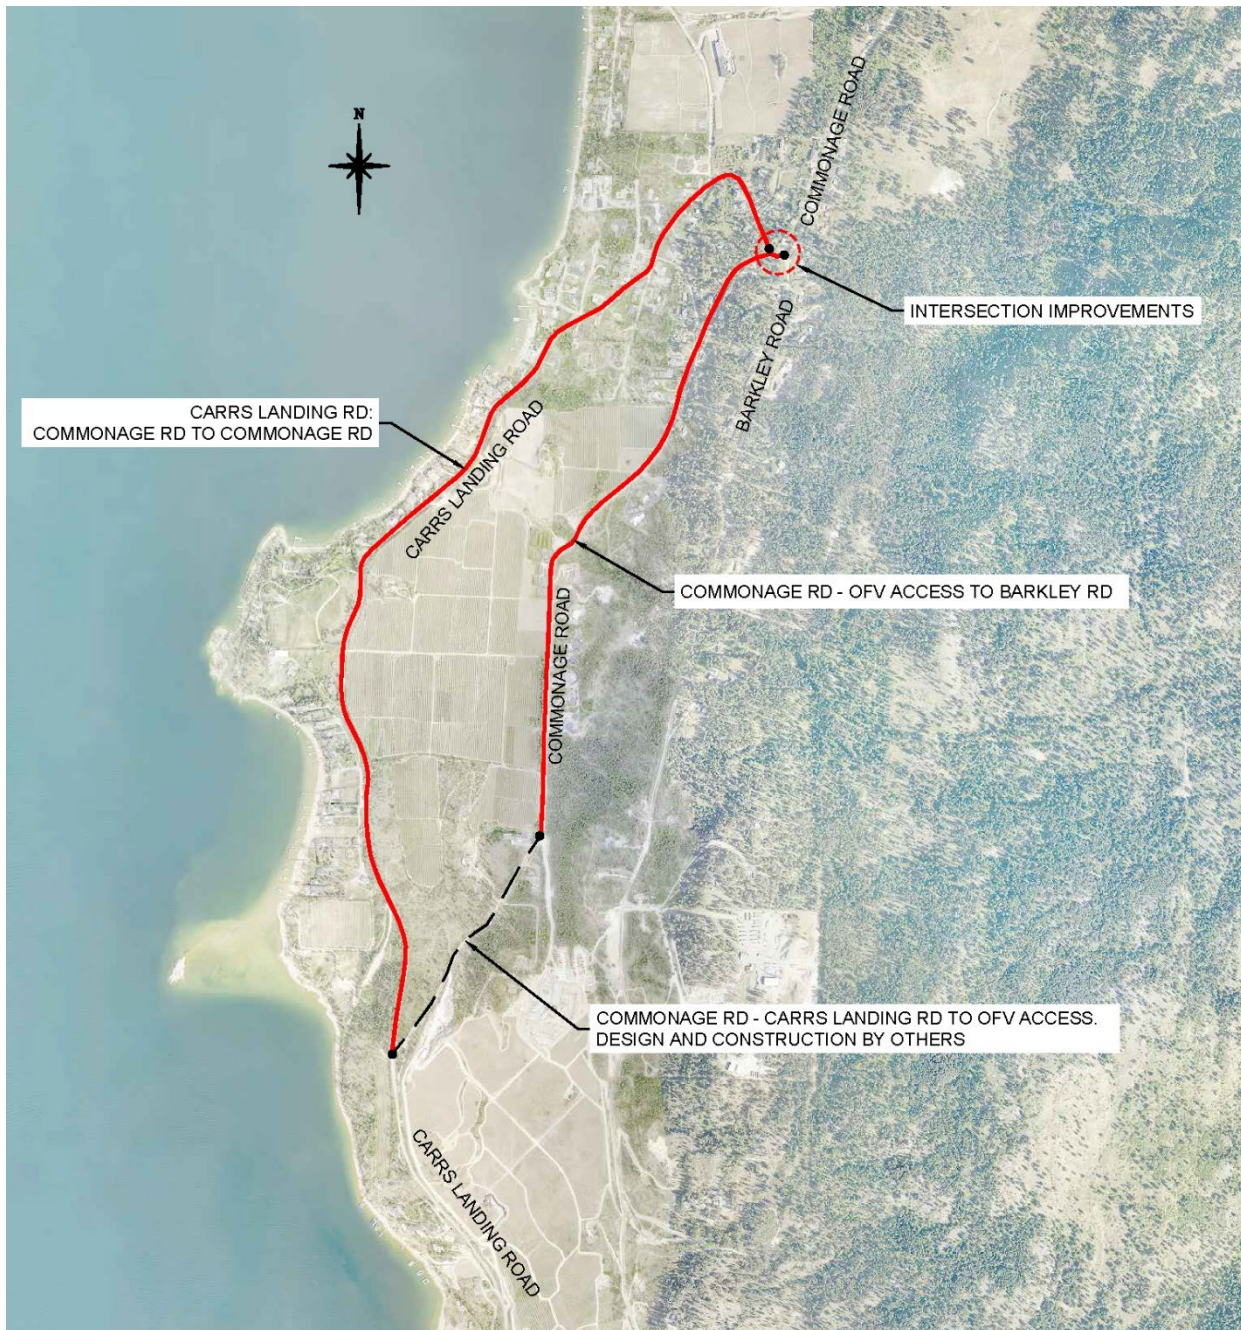 N
COMMONAGE ROAD
INTERSECTION IMPROVEMENTS
BARKLEY ROAD
CARRS LANDING RD:
COMMONAGE RD TO COMMONAGE RD
CARRS LANDING ROAD
COMMONAGE RD - OFV ACCESS TO BARKLEY RD
COMMONAGE ROAD
COMMONAGE RD - CARRS LANDING RD TO OFV ACCESS.
DESIGN AND CONSTRUCTION BY OTHERS
CARRS LANDING ROAD